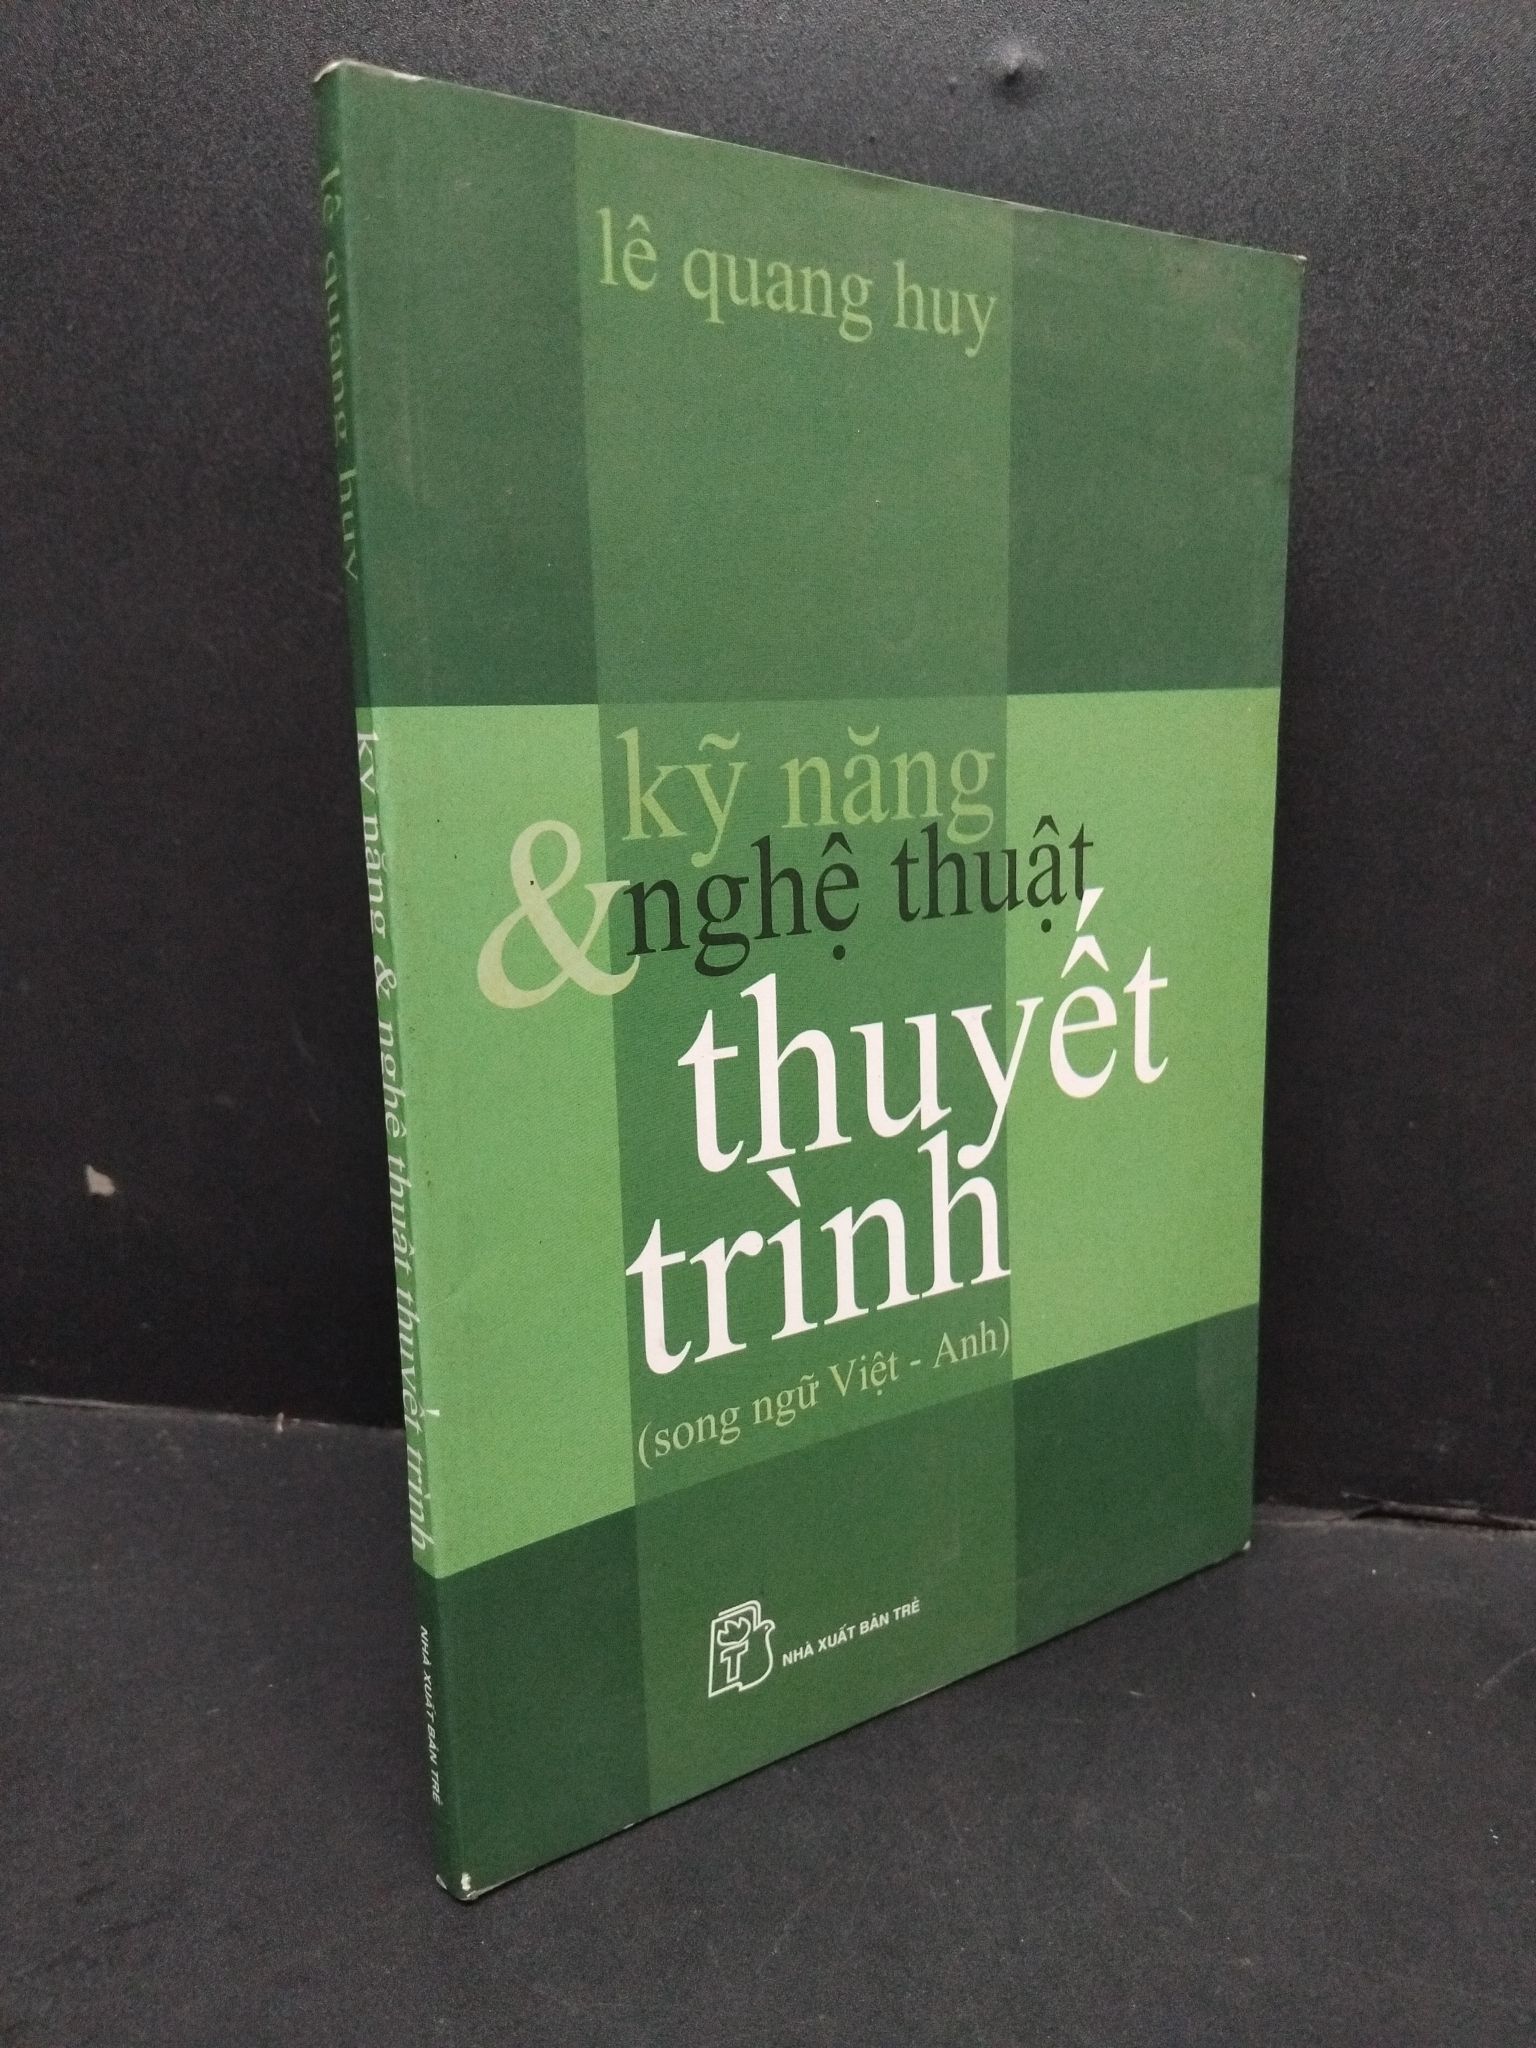 lê quang huy
kỹ năng
& nghệ thuật
thuyết
trình
(song ngữ Việt - Anh)
NHÀ XUẤT BẢN TRẺ
lê quang huy
kỹ năng & nghệ thuật thuyết trình
NHÀ XUẤT BẢN TRẺ